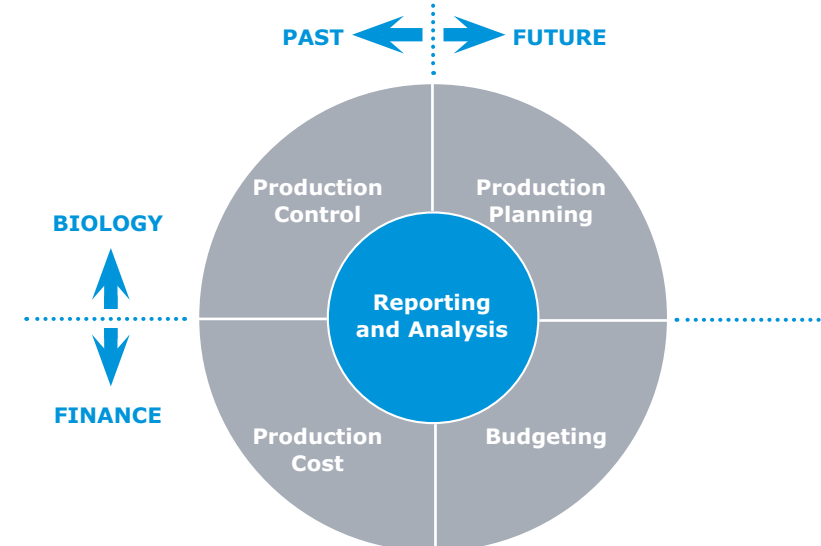 PAST FUTURE
Production
Control
Production
Planning
BIOLOGY
Reporting
and Analysis
FINANCE
Production
Cost
Budgeting